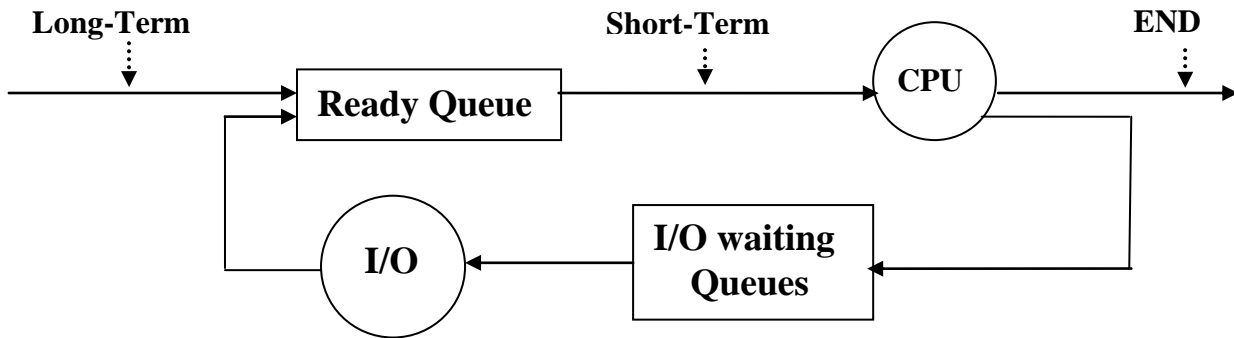 Long-Term
Short-Term
END
Ready Queue
CPU
I/O
I/O waiting
Queues